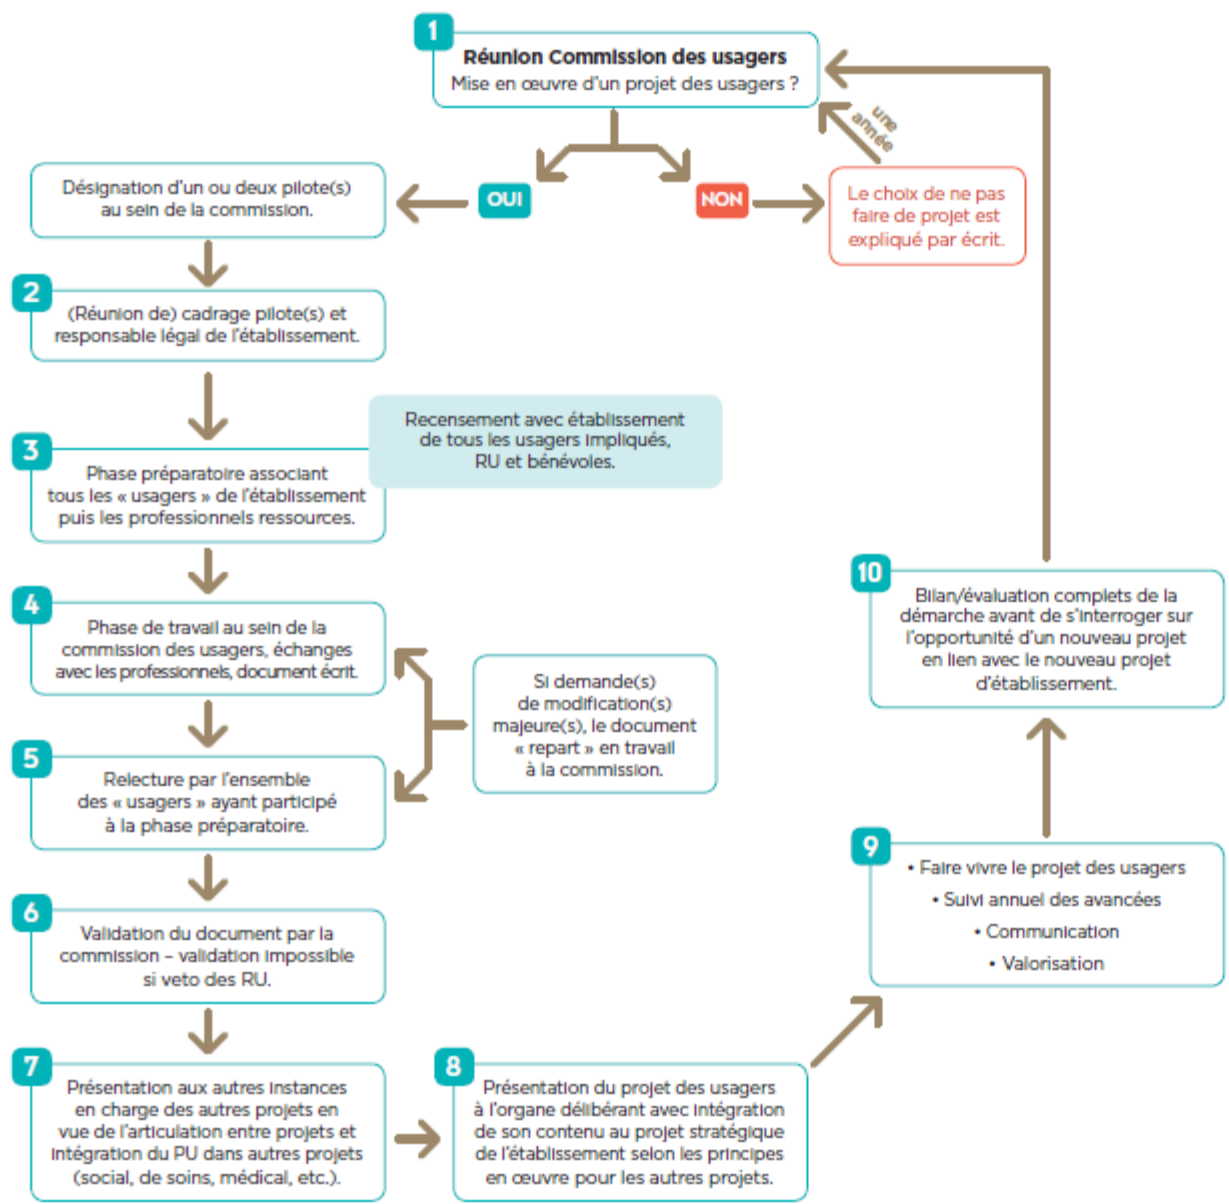 1
Réunion Commission des usagers
Mise en œuvre d'un projet des usagers ?
une
année
OUI
NON
Désignation d'un ou deux pilote(s)
au sein de la commission.
Le choix de ne pas
faire de projet est
expliqué par écrit.
2
(Réunion de) cadrage pilote(s) et
responsable légal de l'établissement.
Recensement avec établissement
de tous les usagers impliqués,
RU et bénévoles.
3
Phase préparatoire associant
tous les « usagers » de l'établissement
puis les professionnels ressources.
4
Phase de travail au sein de la
commission des usagers, échanges
avec les professionnels, document écrit.
Si demande(s)
de modification(s)
majeure(s), le document
« repart » en travail
à la commission.
5
Relecture par l'ensemble
des « usagers » ayant participé
à la phase préparatoire.
6
Validation du document par la
commission – validation impossible
si veto des RU.
7
Présentation aux autres instances
en charge des autres projets en
vue de l'articulation entre projets et
intégration du PU dans autres projets
(social, de soins, médical, etc.).
8
Présentation du projet des usagers
à l'organe délibérant avec intégration
de son contenu au projet stratégique
de l'établissement selon les principes
en œuvre pour les autres projets.
9
• Faire vivre le projet des usagers
• Suivi annuel des avancées
• Communication
• Valorisation
10
Bilan/évaluation complets de la
démarche avant de s'interroger sur
l'opportunité d'un nouveau projet
en lien avec le nouveau projet
d'établissement.